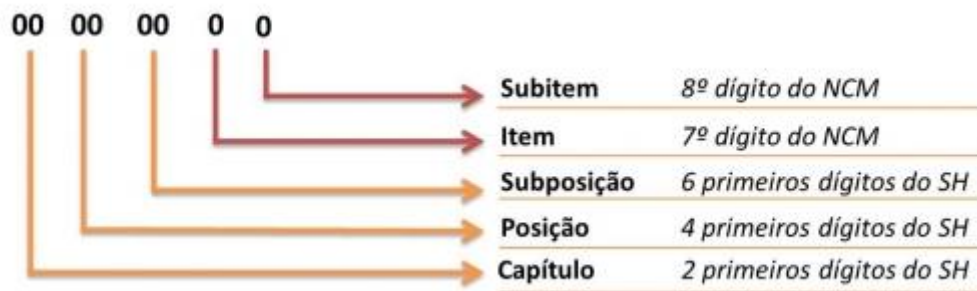 00 00 00 0 0
Subitem 8º dígito do NCM
Item 7º dígito do NCM
Subposição 6 primeiros dígitos do SH
Posição 4 primeiros dígitos do SH
Capítulo 2 primeiros dígitos do SH